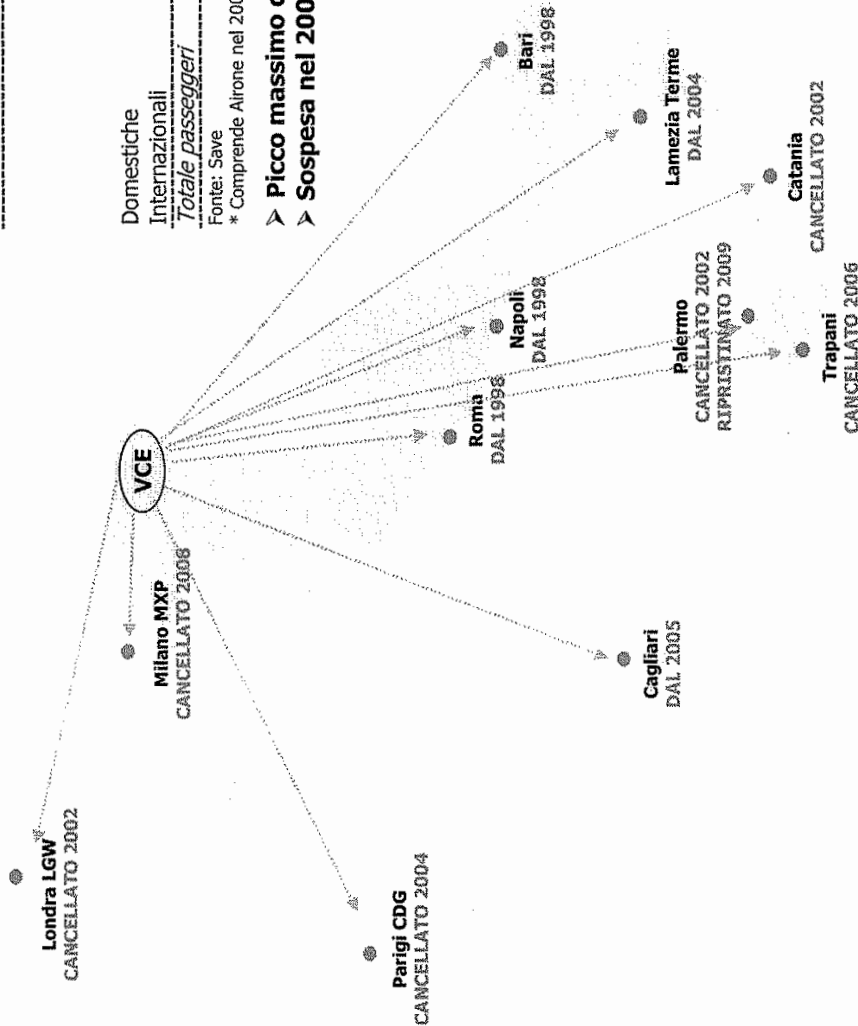 Londra LGW
CANCELLATO 2002
Milano MXP
CANCELLATO 2008
VCE
Parigi CDG
CANCELLATO 2004
Cagliari
DAL 2005
Roma
DAL 1998
Napoli
DAL 1998
Bari
DAL 1998
Lamezia Terme
DAL 2004
Palermo
CANCELLATO 2002
RIPRISTINATO 2009
Trapani
CANCELLATO 2006
Catania
CANCELLATO 2002
Domestiche
Internazionali
Totale passeggeri
Fonte: Save
* Comprende Airone nel 200
➤ Picco massimo
➤ Sospesa nel 200